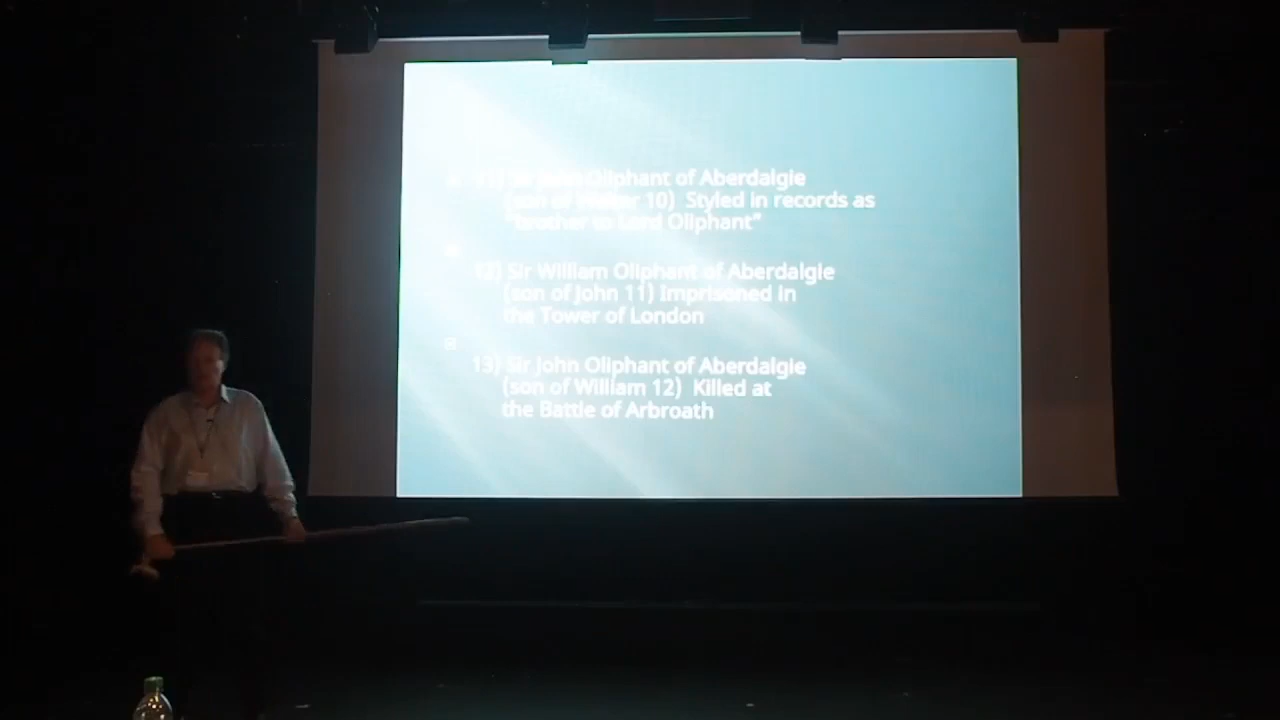 11) Sir John Oliphant of Aberdalgie
(son of Walter 10) Styled in records as
"brother to Lord Oliphant"
12) Sir William Oliphant of Aberdalgie
(son of John 11) Imprisoned in
the Tower of London
13) Sir John Oliphant of Aberdalgie
(son of William 12) Killed at
the Battle of Arbroath